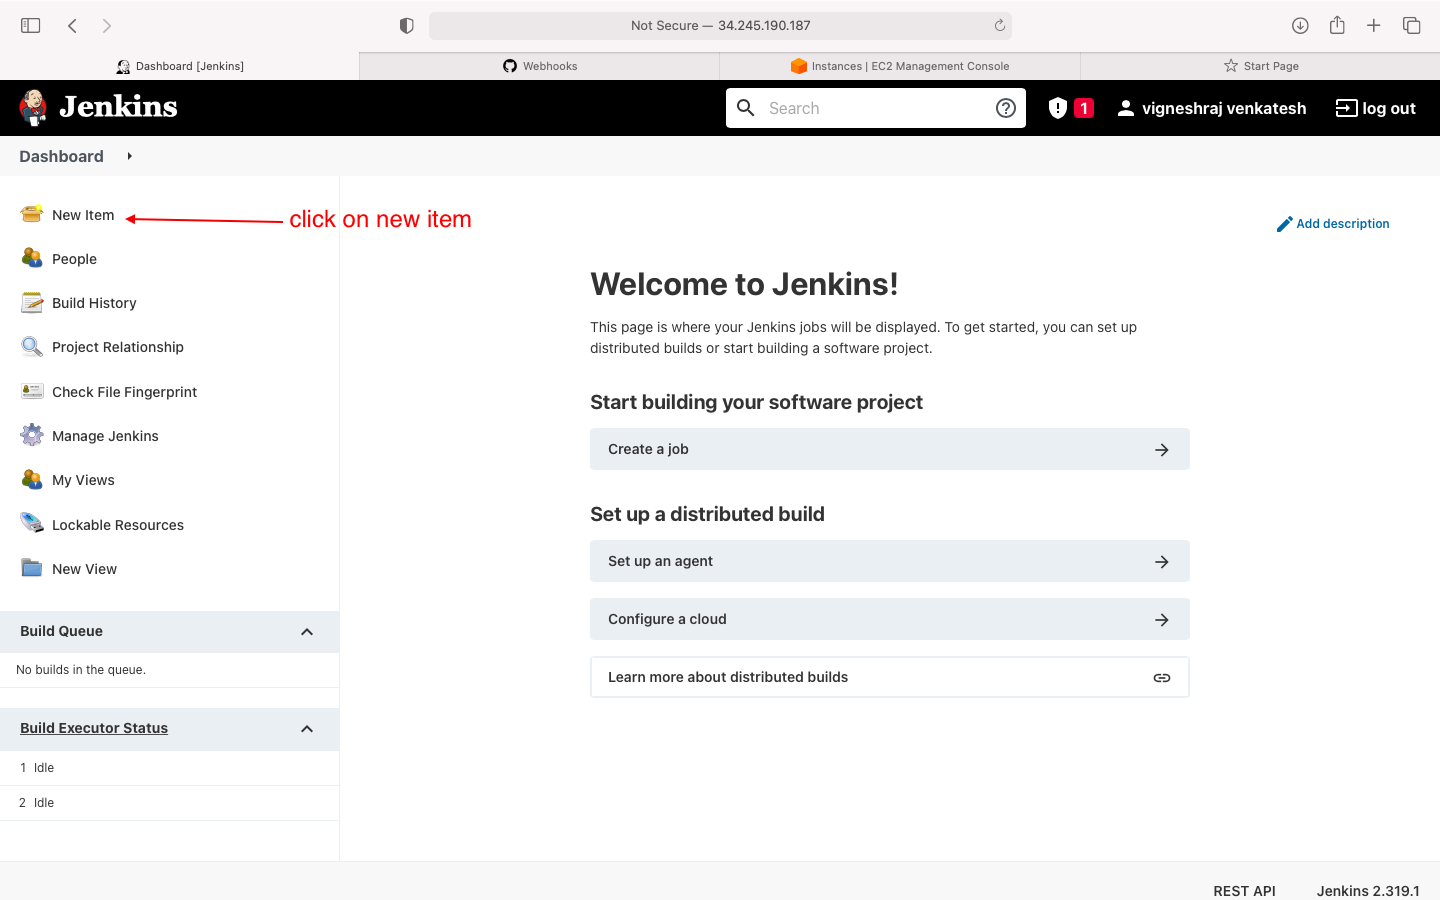 Not Secure — 34.245.190.187
Dashboard [Jenkins]
Webhooks
Instances | EC2 Management Console
Start Page
Jenkins
Search
1
vigneshraj venkatesh
log out
Dashboard
New Item
click on new item
Add description
People
Build History
Project Relationship
Check File Fingerprint
Manage Jenkins
My Views
Lockable Resources
New View
Build Queue
No builds in the queue.
Build Executor Status
1 Idle
2 Idle
Welcome to Jenkins!
This page is where your Jenkins jobs will be displayed. To get started, you can set up
distributed builds or start building a software project.
Start building your software project
Create a job
Set up a distributed build
Set up an agent
Configure a cloud
Learn more about distributed builds
REST API
Jenkins 2.319.1